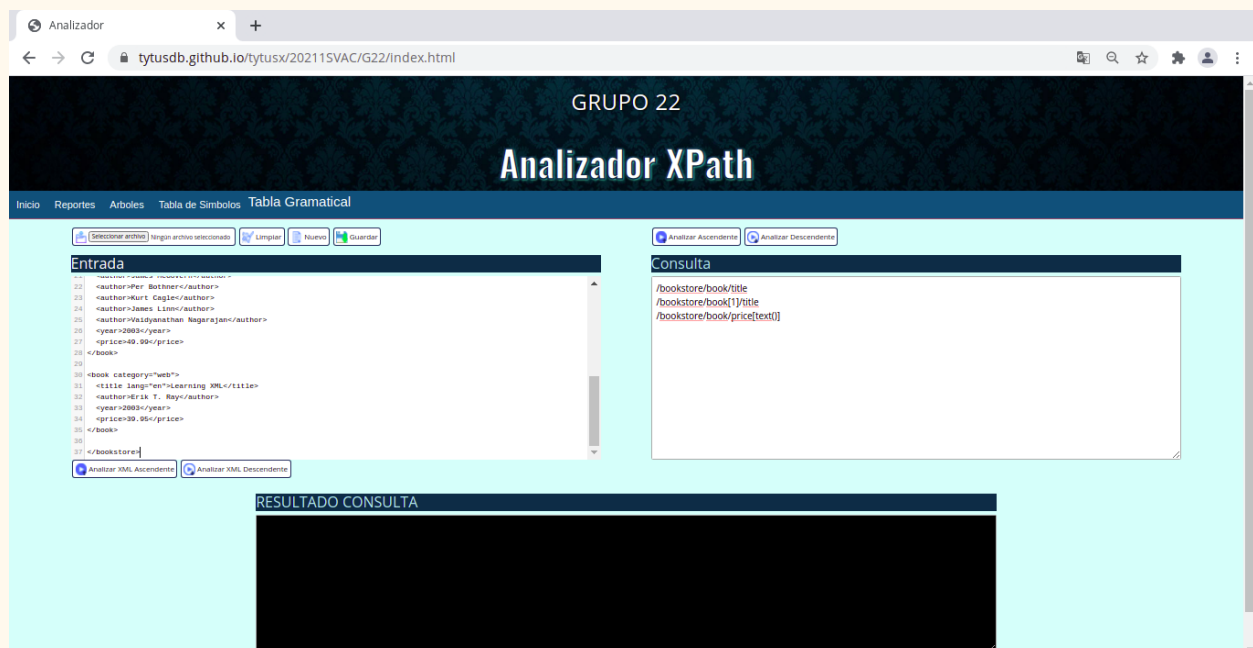 Analizador
tytusdb.github.io/tytusx/20211SVAC/G22/index.html
GRUPO 22
Analizador XPath
Inicio Reportes Arboles Tabla de Simbolos Tabla Gramatical
Seleccionar archivo Ningún archivo seleccionado Limpiar Nuevo Guardar
Analizar Ascendente Analizar Descendente
Entrada
22 <author>Per Bothner</author>
23 <author>Kurt Cagle</author>
24 <author>James Linn</author>
25 <author>Vaidyanathan Nagarajan</author>
26 <year>2003</year>
27 <price>49.99</price>
28 </book>
29
30 <book category="web">
31 <title lang="en">Learning XML</title>
32 <author>Erik T. Ray</author>
33 <year>2003</year>
34 <price>39.95</price>
35 </book>
36
37 </bookstore>
Analizar XML Ascendente Analizar XML Descendente
Consulta
/bookstore/book/title
/bookstore/book[1]/title
/bookstore/book/price[text()]
RESULTADO CONSULTA